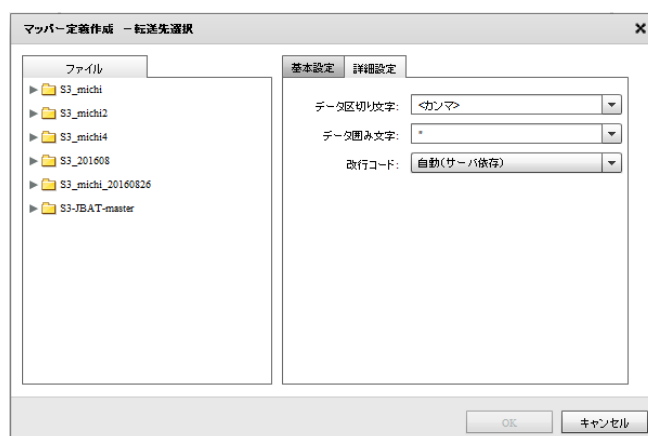 マッパー定義作成 －転送先選択
ファイル
S3_michi
S3_michi2
S3_michi4
S3_201608
S3_michi_20160826
S3-JBAT-master
基本設定 詳細設定
データ区切り文字: <カンマ>
データ囲み文字: "
改行コード: 自動(サーバ依存)
OK キャンセル